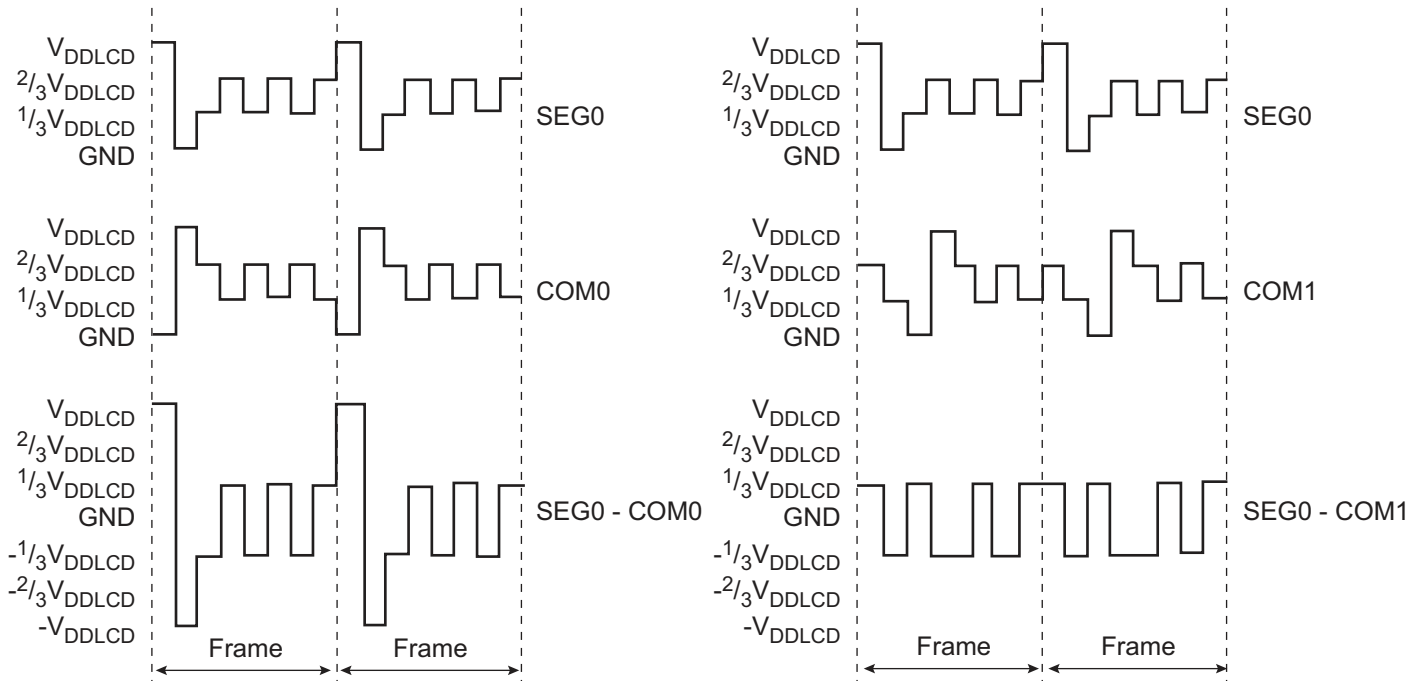 VDDLCD
2/3VDDLCD
1/3VDDLCD
GND
SEG0
VDDLCD
2/3VDDLCD
1/3VDDLCD
GND
COM0
VDDLCD
2/3VDDLCD
1/3VDDLCD
GND
-1/3VDDLCD
-2/3VDDLCD
-VDDLCD
SEG0 - COM0
Frame
Frame
VDDLCD
2/3VDDLCD
1/3VDDLCD
GND
SEG0
VDDLCD
2/3VDDLCD
1/3VDDLCD
GND
COM1
VDDLCD
2/3VDDLCD
1/3VDDLCD
GND
-1/3VDDLCD
-2/3VDDLCD
-VDDLCD
SEG0 - COM1
Frame
Frame